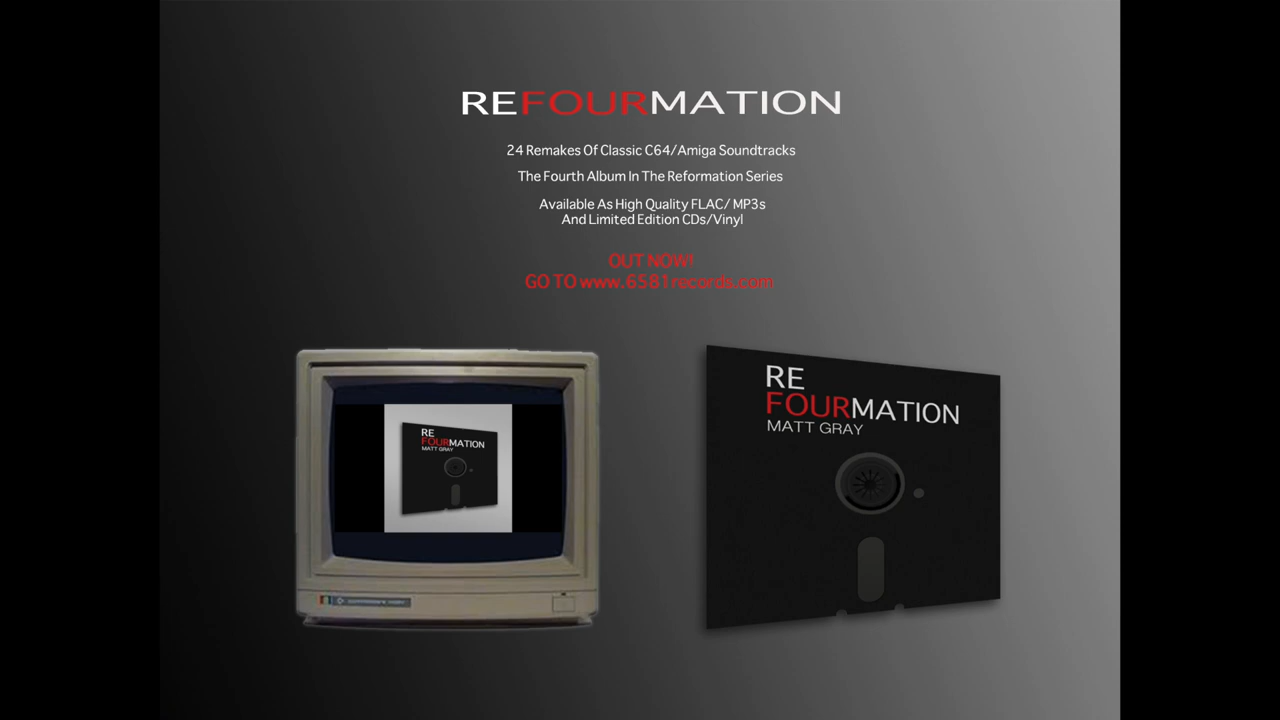 REFOURMATION
24 Remakes Of Classic C64/Amiga Soundtracks
The Fourth Album In The Reformation Series
Available As High Quality FLAC/ MP3s
And Limited Edition CDs/Vinyl
OUT NOW!
GO TO www.6581records.com
RE
FOURMATION
MATT GRAY
RE
FOURMATION
MATT GRAY